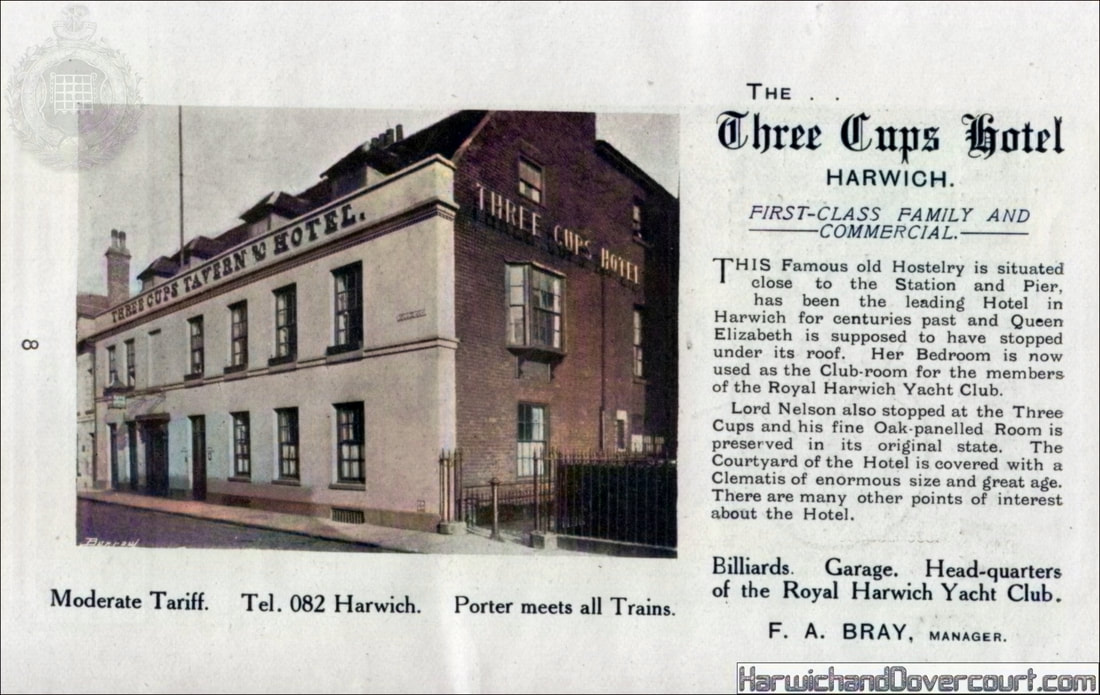 THREE CUPS TAVERN & HOTEL.
THREE CUPS HOTEL
Barrow
8
Moderate Tariff. Tel. 082 Harwich. Porter meets all Trains.
THE . .
Three Cups Hotel
HARWICH.
FIRST-CLASS FAMILY AND
COMMERCIAL.
THIS Famous old Hostelry is situated
close to the Station and Pier,
has been the leading Hotel in
Harwich for centuries past and Queen
Elizabeth is supposed to have stopped
under its roof. Her Bedroom is now
used as the Club-room for the members
of the Royal Harwich Yacht Club.
Lord Nelson also stopped at the Three
Cups and his fine Oak-panelled Room is
preserved in its original state. The
Courtyard of the Hotel is covered with a
Clematis of enormous size and great age.
There are many other points of interest
about the Hotel.
Billiards. Garage. Head-quarters
of the Royal Harwich Yacht Club.
F. A. BRAY, MANAGER.
HarwichandDovercourt.com